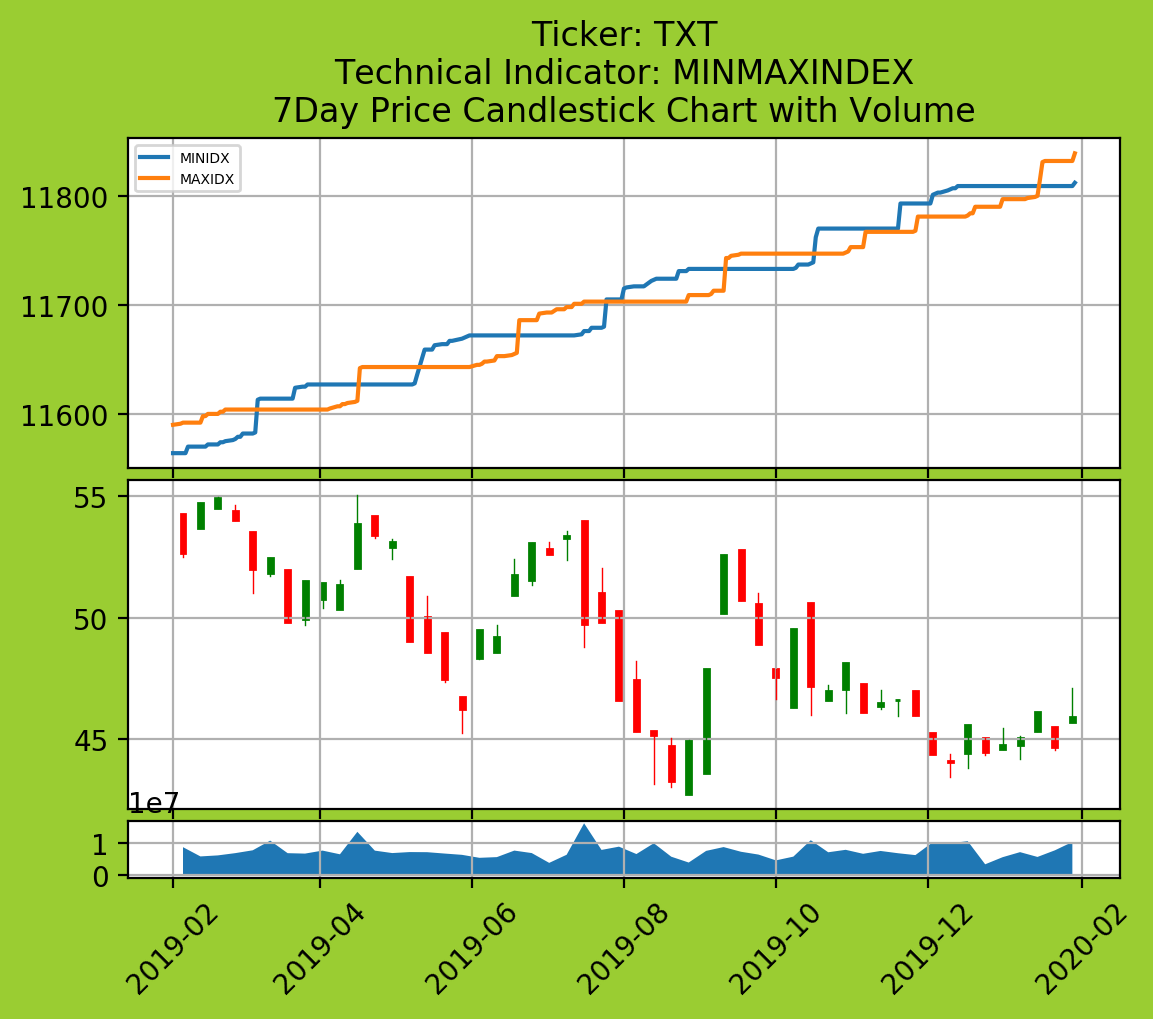 Ticker: TXT
Technical Indicator: MINMAXINDEX
7Day Price Candlestick Chart with Volume
MINIDX
MAXIDX
11800
11700
11600
55
50
45
1e7
1
0
2019-02
2019-04
2019-06
2019-08
2019-10
2019-12
2020-02